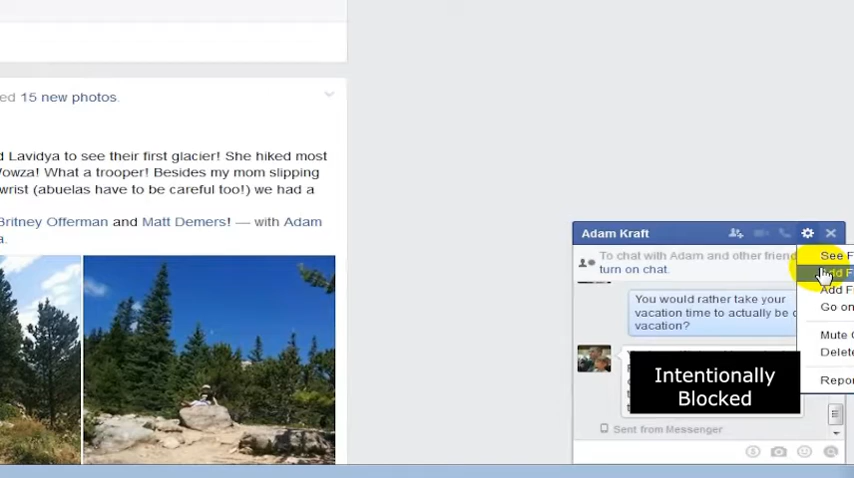 ed 15 new photos.
d Lavidya to see their first glacier! She hiked most
Wowza! What a trooper! Besides my mom slipping
wrist (abuelas have to be careful too!) we had a
Britney Offerman and Matt Demers! — with Adam
a.
Adam Kraft
To chat with Adam and other friend
turn on chat.
You would rather take your
vacation time to actually be
vacation?
Intentionally
Blocked
Sent from Messenger
See F
Add F
Add F
Go on
Mute C
Delete
Repor